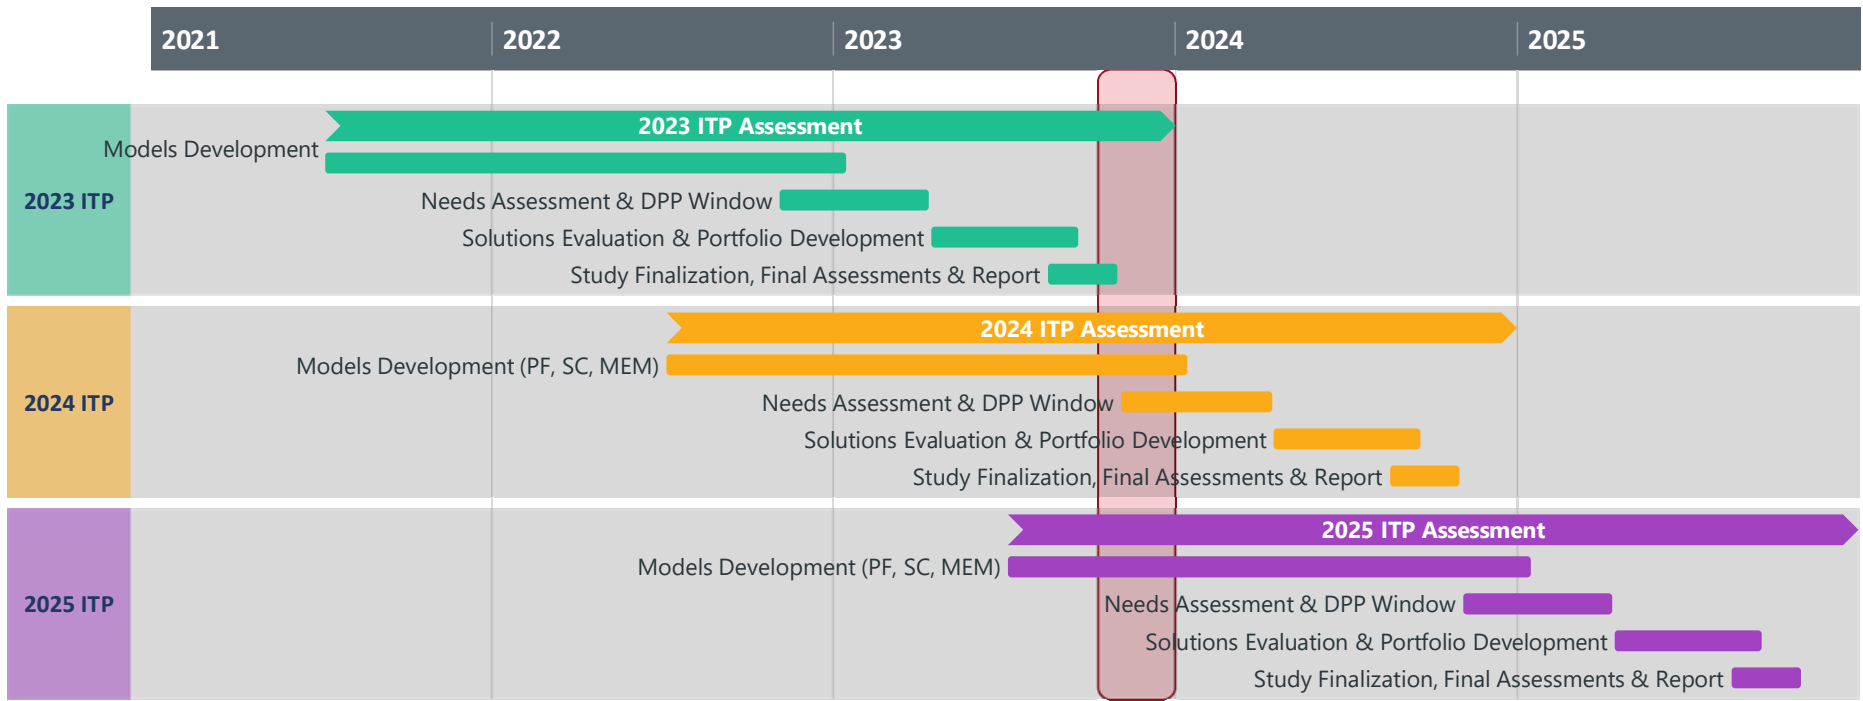 2021
2022
2023
2024
2025
2023 ITP
2023 ITP Assessment
Models Development
Needs Assessment & DPP Window
Solutions Evaluation & Portfolio Development
Study Finalization, Final Assessments & Report
2024 ITP
2024 ITP Assessment
Models Development (PF, SC, MEM)
Needs Assessment & DPP Window
Solutions Evaluation & Portfolio Development
Study Finalization, Final Assessments & Report
2025 ITP
2025 ITP Assessment
Models Development (PF, SC, MEM)
Needs Assessment & DPP Window
Solutions Evaluation & Portfolio Development
Study Finalization, Final Assessments & Report